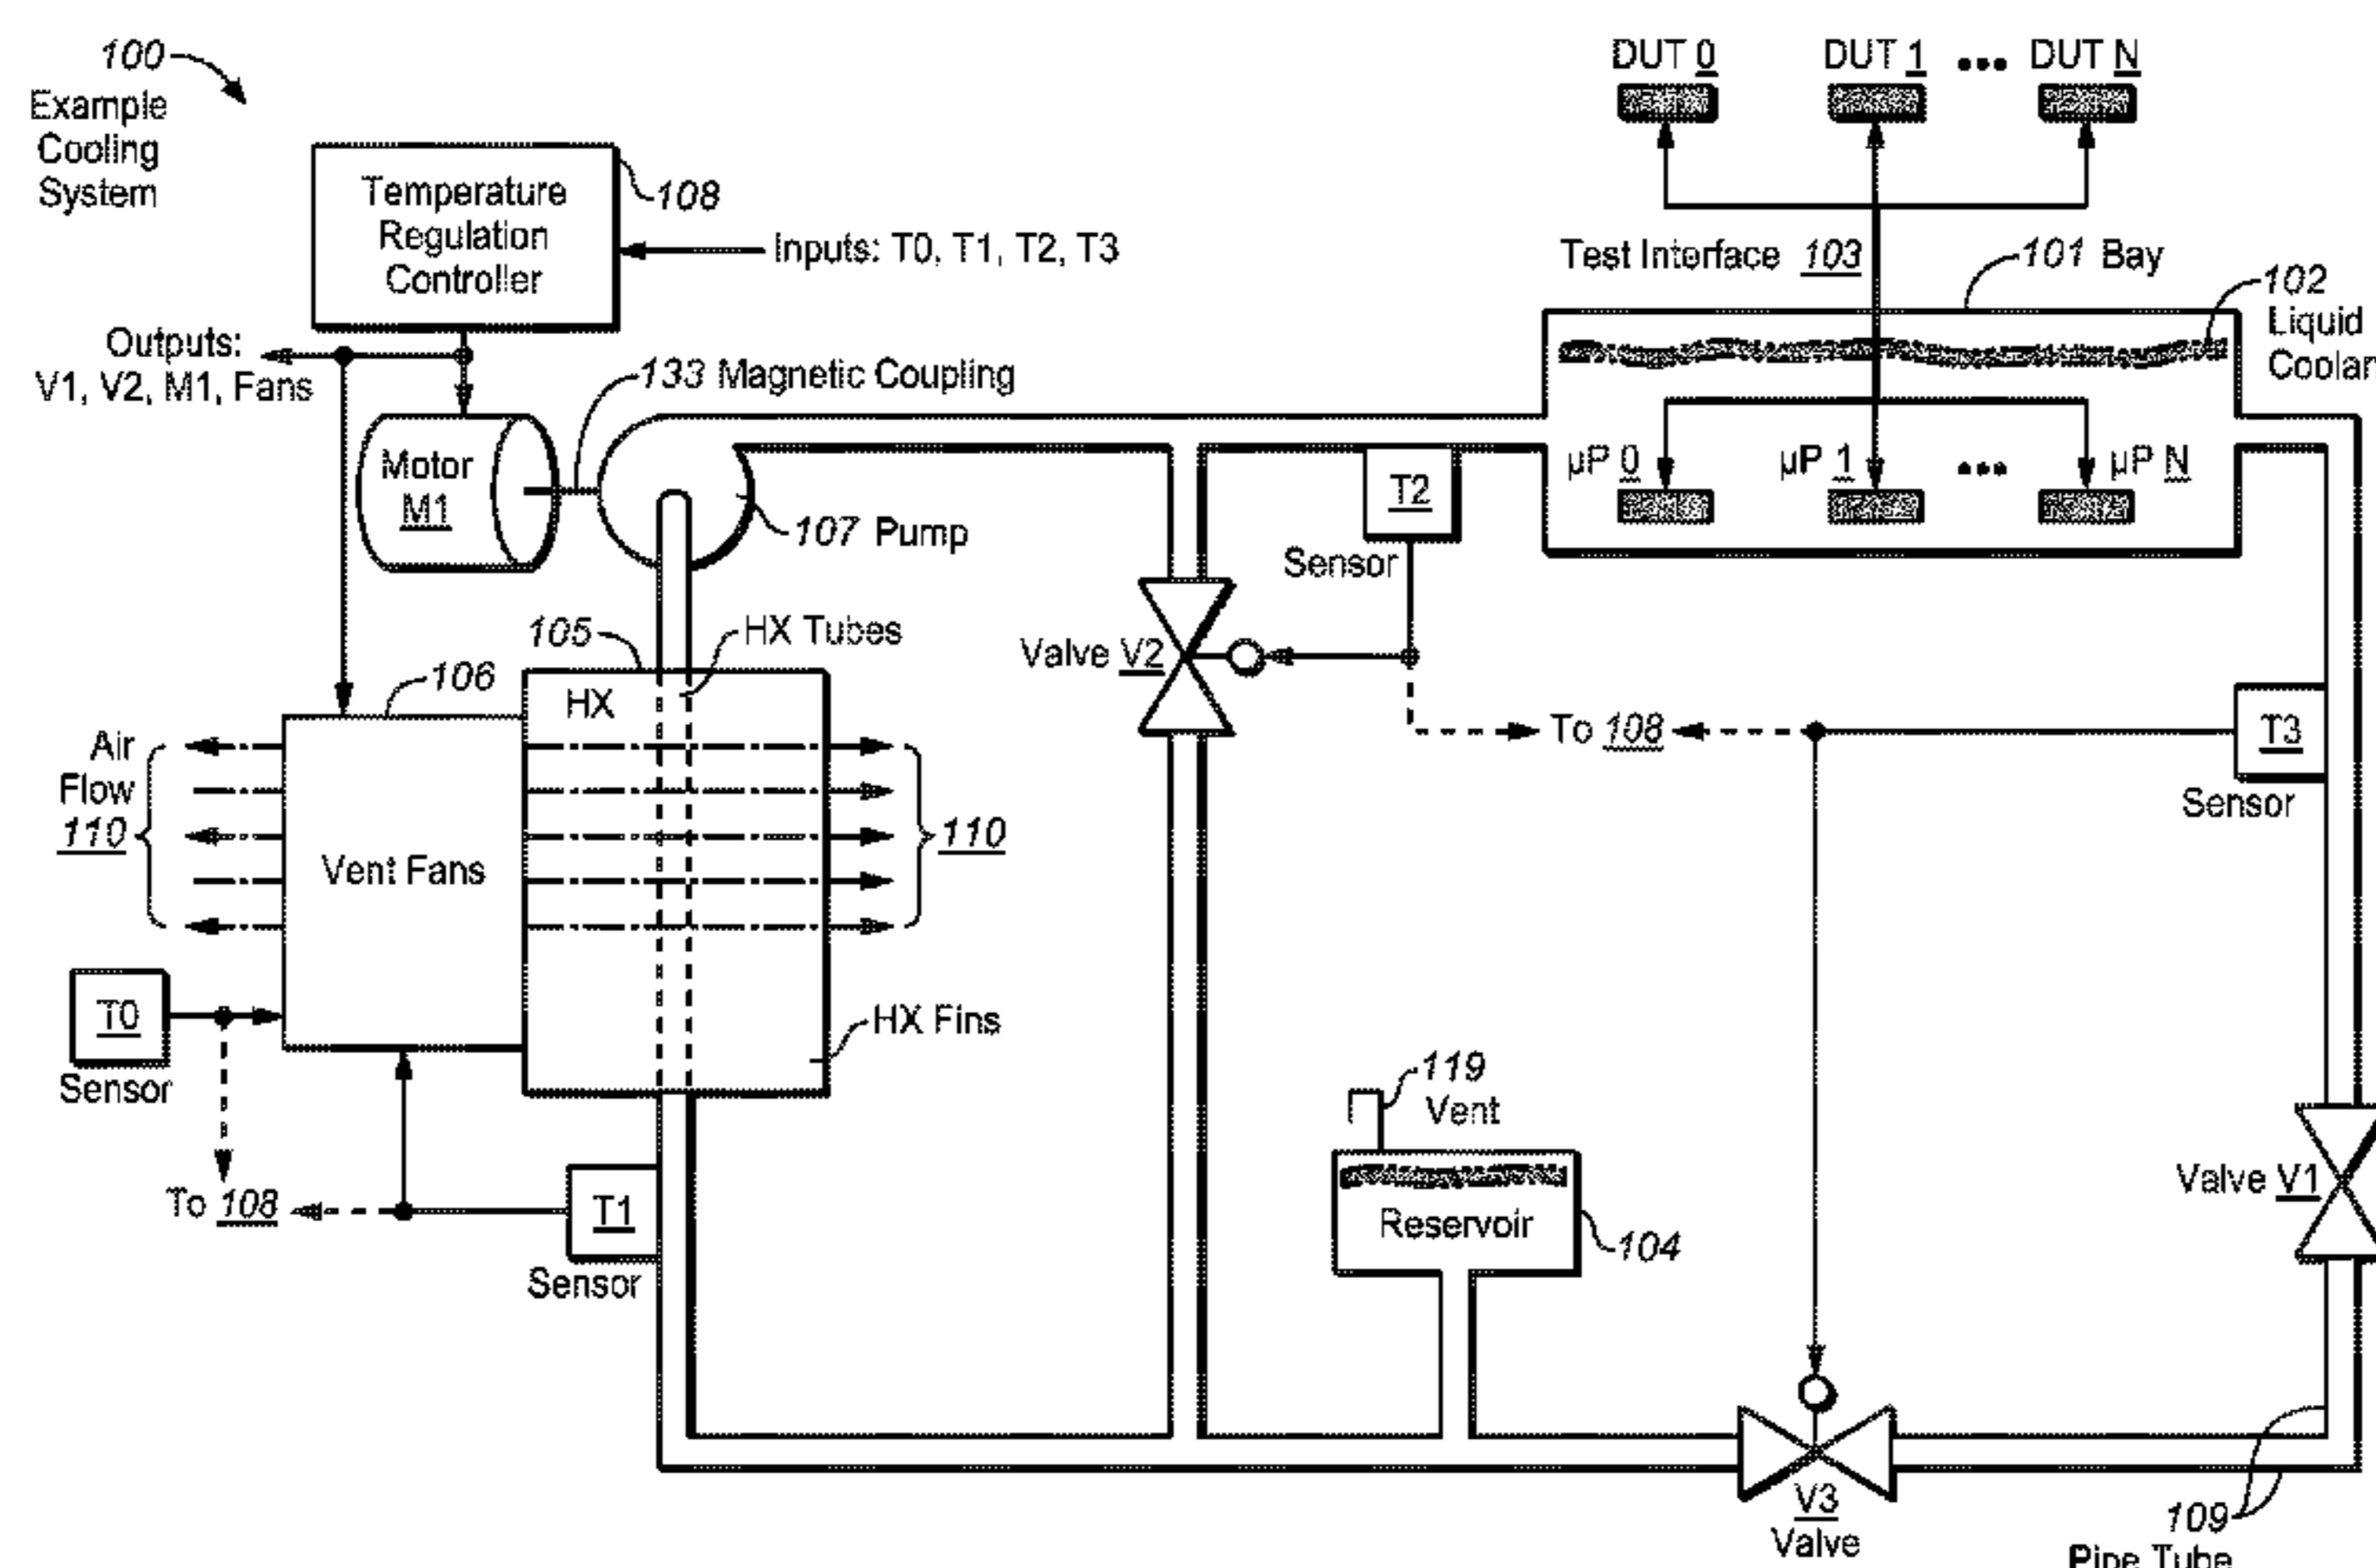 100
Example
Cooling
System
Temperature
Regulation
Controller
108
Inputs: T0, T1, T2, T3
Outputs:
V1, V2, M1, Fans
133 Magnetic Coupling
Motor
M1
107 Pump
DUT 0
DUT 1
•••
DUT N
Test Interface 103
101 Bay
102
Liquid
µP 0
µP 1
•••
µP N
T2
Sensor
Valve V2
To 108
T3
Sensor
105
HX Tubes
HX
106
Air
Flow
110
Vent Fans
110
HX Fins
T0
Sensor
To 108
T1
Sensor
119
Vent
Reservoir
104
Valve V1
V3
Valve
109
Pipe Tube